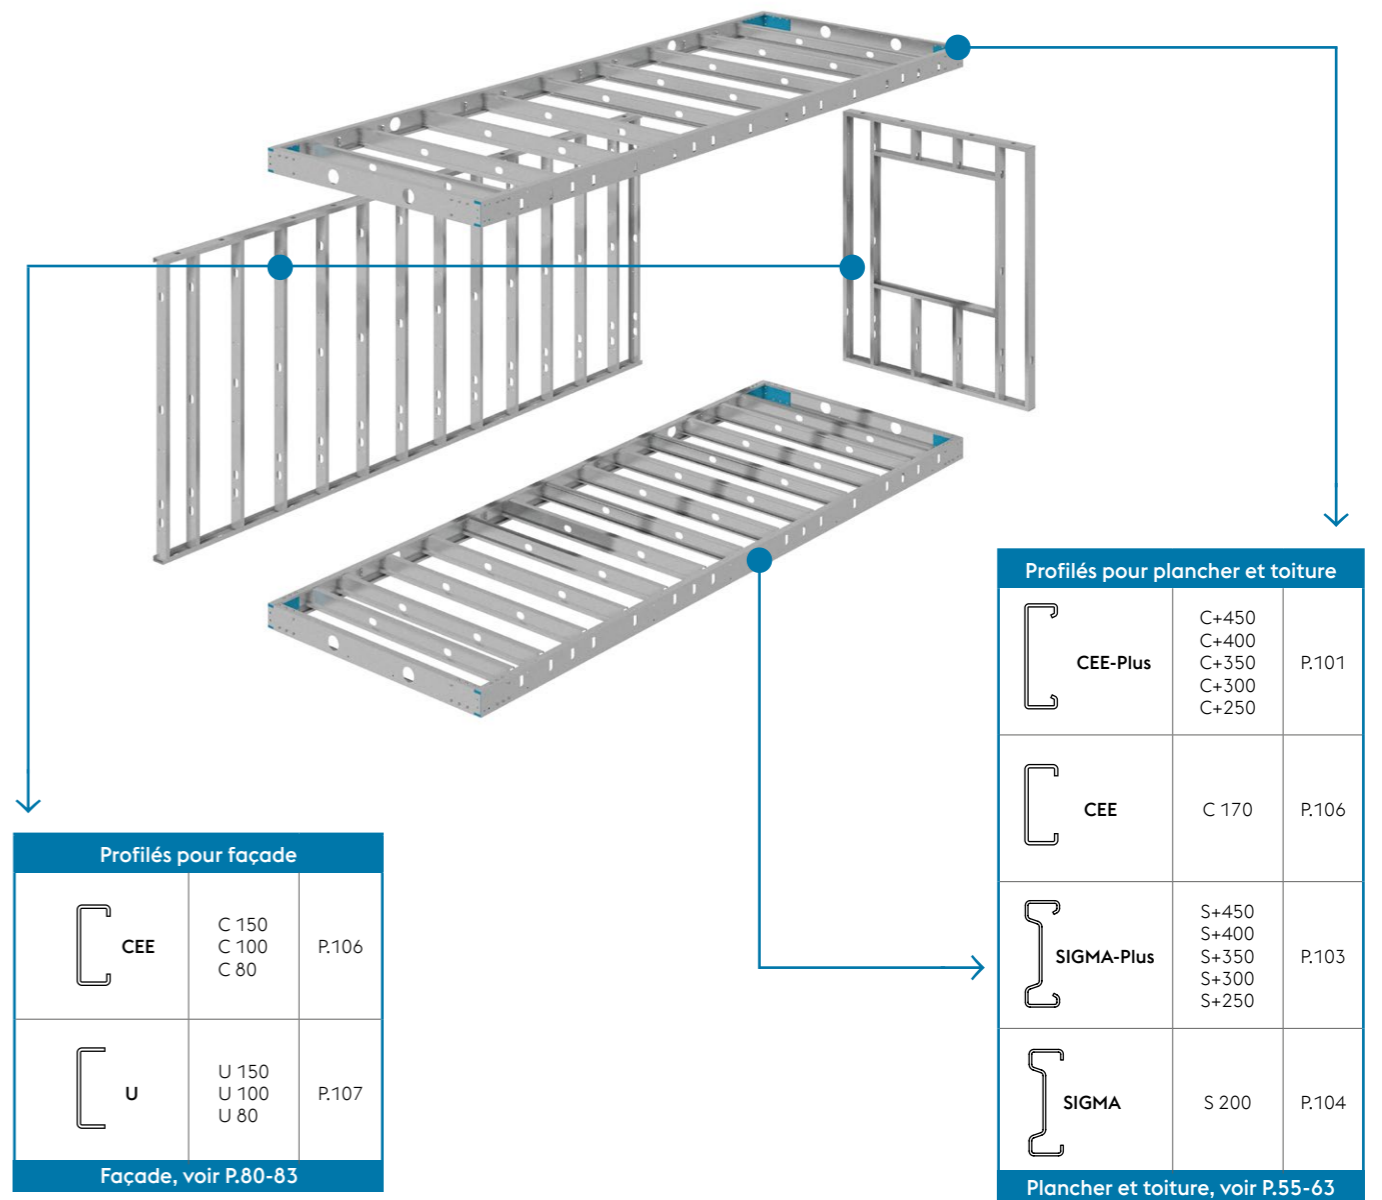 Profilés pour plancher et toiture
CEE-Plus
C+450
C+400
C+350
C+300
C+250
P.101
CEE
C 170
P.106
SIGMA-Plus
S+450
S+400
S+350
S+300
S+250
P.103
SIGMA
S 200
P.104
Plancher et toiture, voir P.55-63
Profilés pour façade
CEE
C 150
C 100
C 80
P.106
U
U 150
U 100
U 80
P.107
Façade, voir P.80-83